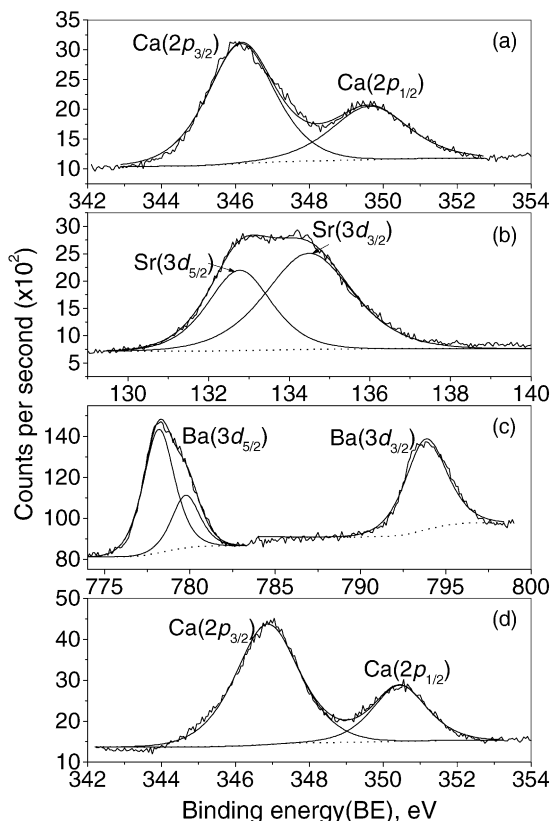 35
30
25
20
15
10
Ca(2p3/2)
Ca(2p1/2)
(a)
342 344 346 348 350 352 354
30
25
20
15
10
5
Sr(3d5/2)
Sr(3d3/2)
(b)
130 132 134 136 138 140
140
120
100
80
Ba(3d5/2)
Ba(3d3/2)
(c)
775 780 785 790 795 800
50
40
30
20
10
Ca(2p3/2)
Ca(2p1/2)
(d)
342 344 346 348 350 352 354
Counts per second (x10²)
Binding energy(BE), eV